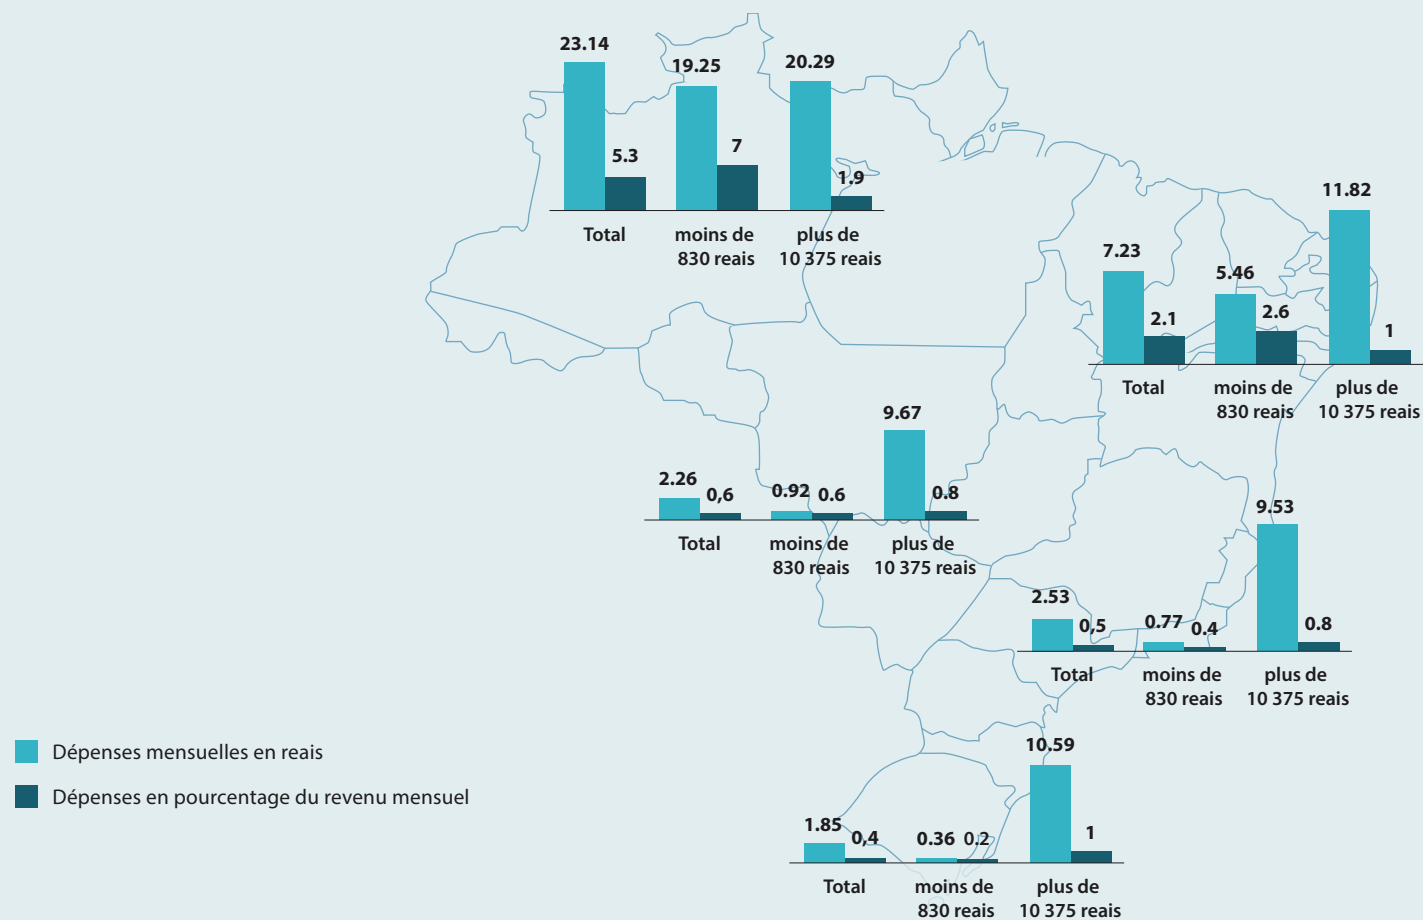 23.14
19.25
20.29
5.3
7
1.9
Total
moins de
830 reais
plus de
10 375 reais
7.23
5.46
11.82
2.1
2.6
1
Total
moins de
830 reais
plus de
10 375 reais
2.26
0,6
0.92
0.6
9.67
0.8
Total
moins de
830 reais
plus de
10 375 reais
2.53
0,5
0.77
0.4
9.53
0.8
Total
moins de
830 reais
plus de
10 375 reais
Dépenses mensuelles en reais
Dépenses en pourcentage du revenu mensuel
1.85
0,4
0.36
0.2
10.59
1
Total
moins de
830 reais
plus de
10 375 reais